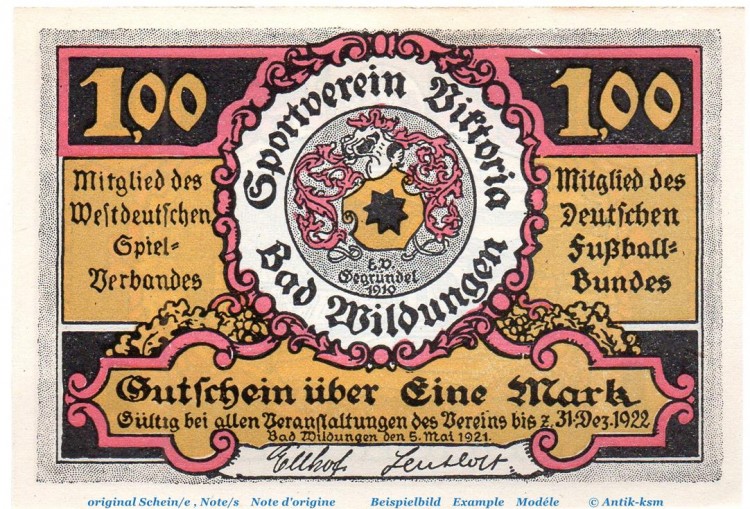 1,00
1,00
Sportverein Viktoria
Bad Wildungen
E.V.
Gegründet
1919
Mitglied des
Westdeutschen
Spiel-
Verbandes
Mitglied des
Deutschen
Fußball-
Bundes
Gutschein über Eine Mark
Gültig bei allen Veranstaltungen des Vereins bis z. 31. Dez. 1922
Bad Wildungen den 5. Mai 1921.
original Schein/e , Note/s Note d'origine Beispielbild Example Modéle © Antik-ksm